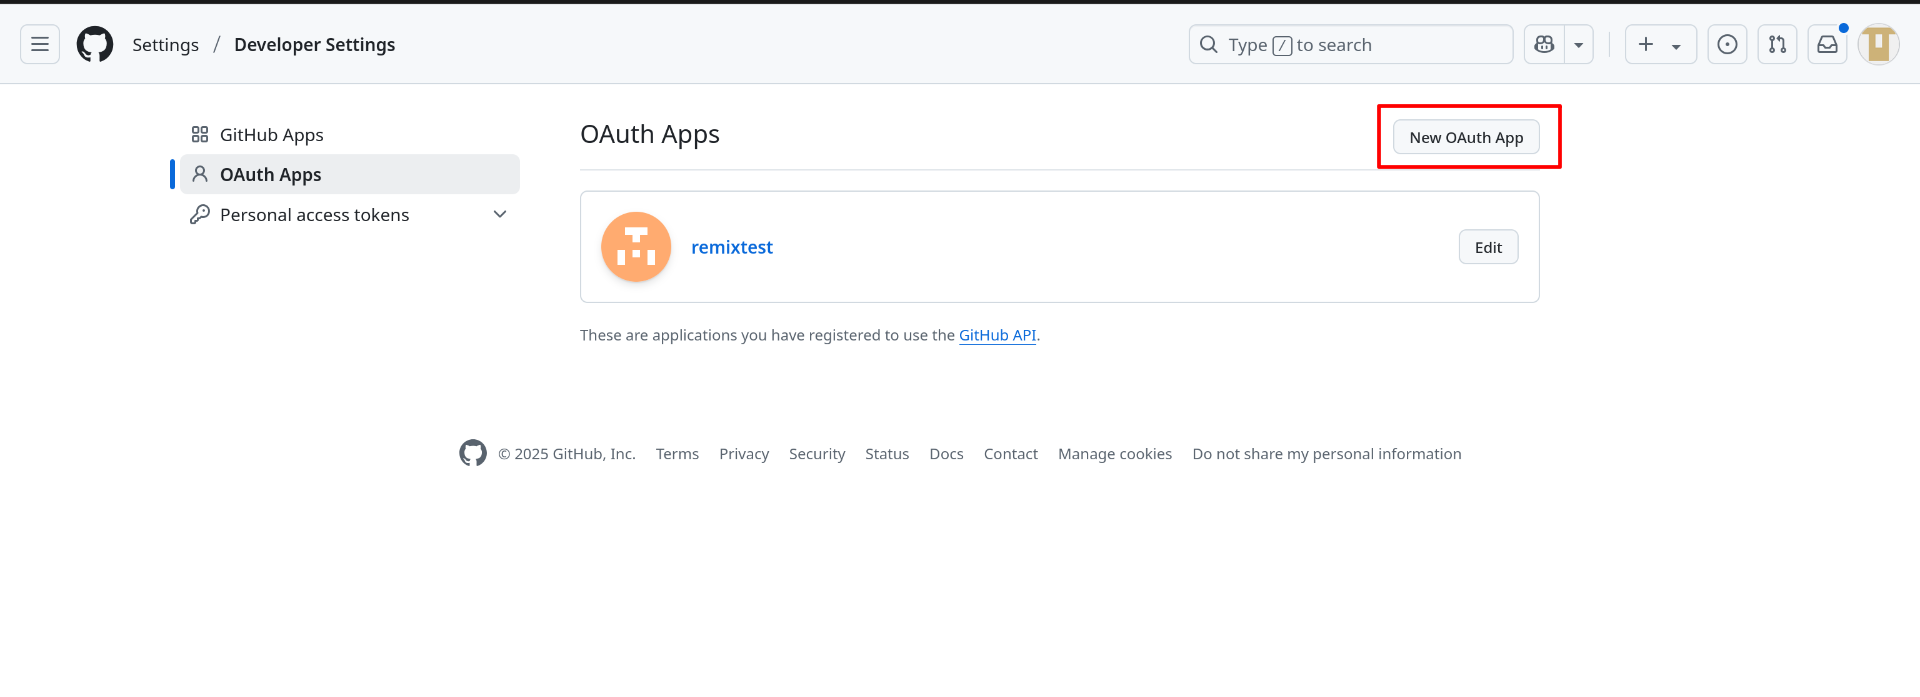 Settings / Developer Settings
Type / to search
GitHub Apps
OAuth Apps
Personal access tokens
OAuth Apps
New OAuth App
remixtest
Edit
These are applications you have registered to use the GitHub API.
© 2025 GitHub, Inc. Terms Privacy Security Status Docs Contact Manage cookies Do not share my personal information